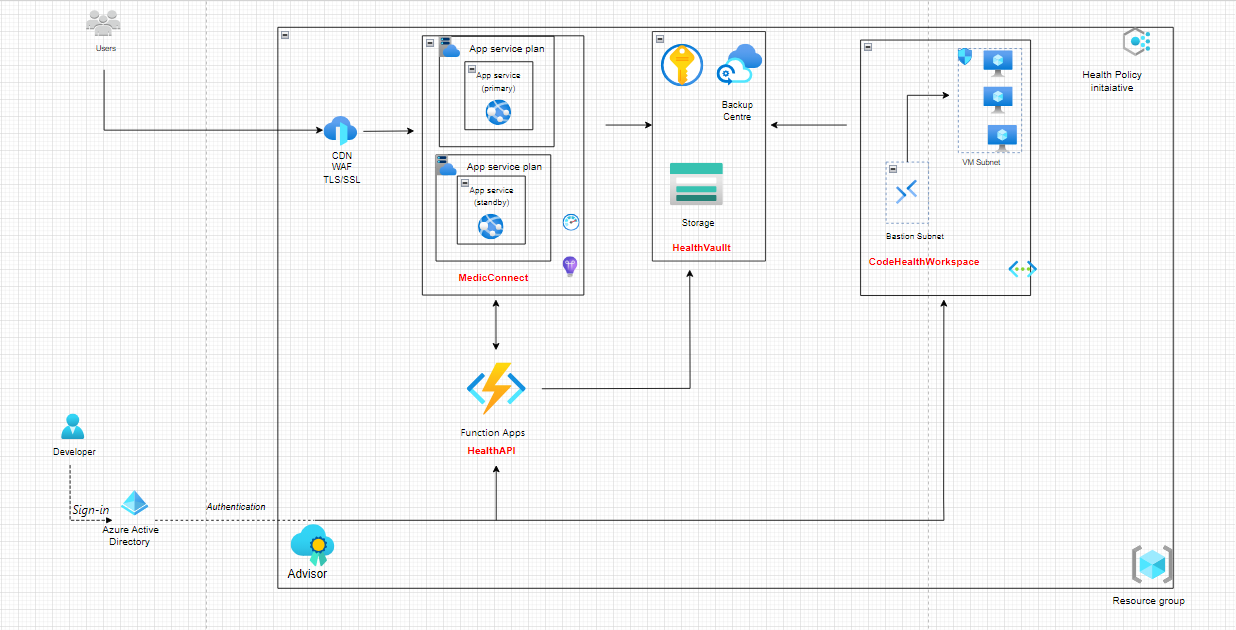 Users
CDN
WAF
TLS/SSL
App service plan
App service
(primary)
App service plan
App service
(standby)
MedicConnect
Backup
Centre
Storage
HealthVaullt
VM Subnet
Bastion Subnet
CodeHealthWorkspace
Health Policy
initaiative
Function Apps
HealthAPI
Developer
Sign-in
Azure Active
Directory
Authentication
Advisor
Resource group